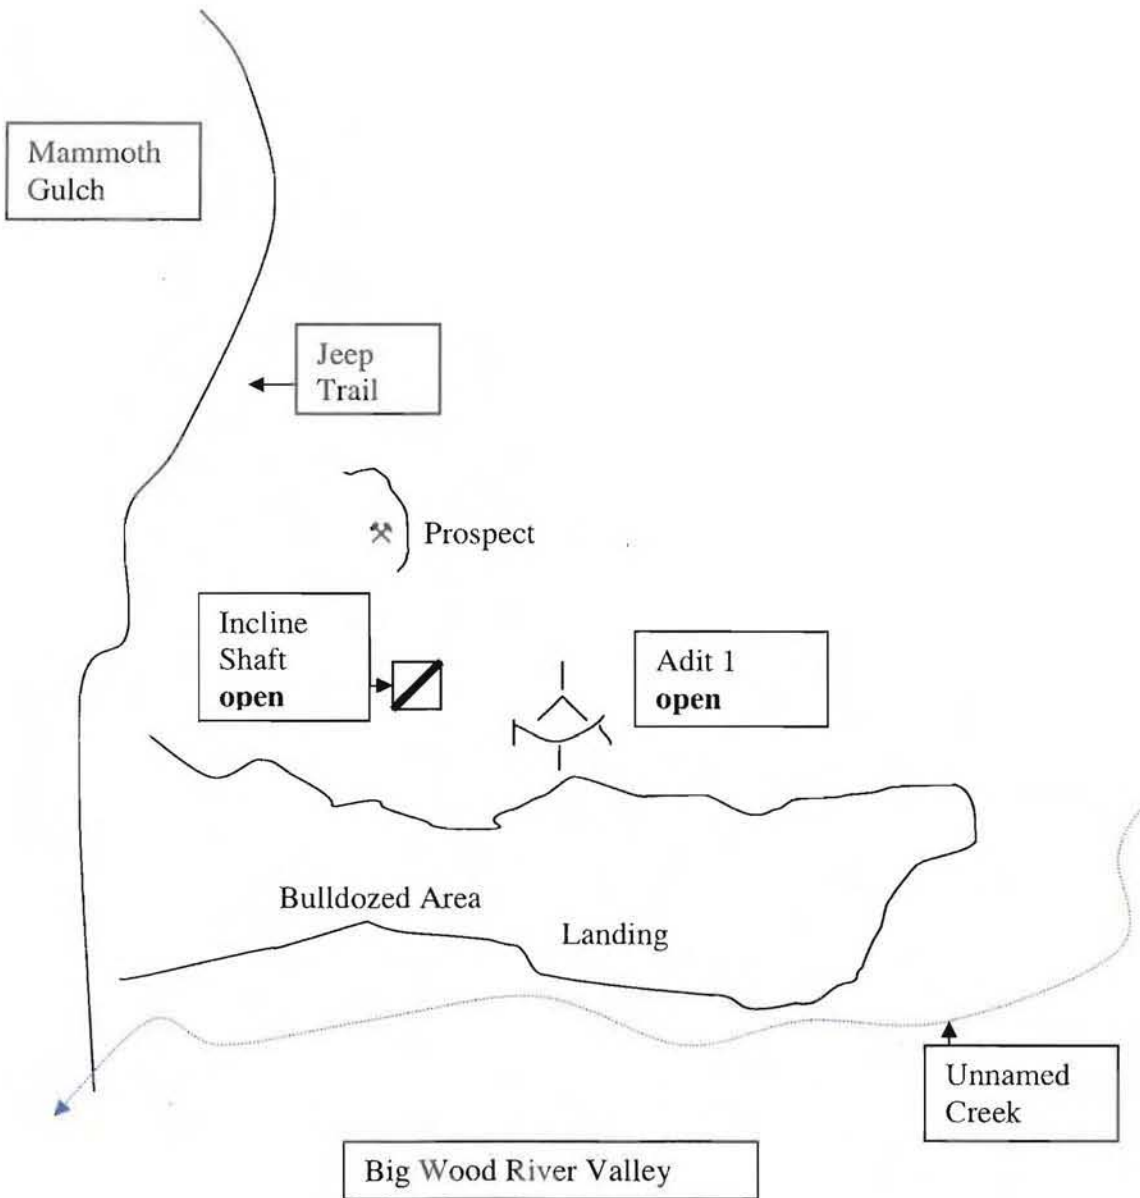 Mammoth
Gulch
Jeep
Trail
Prospect
Incline
Shaft
open
Adit 1
open
Bulldozed Area
Landing
Unnamed
Creek
Big Wood River Valley